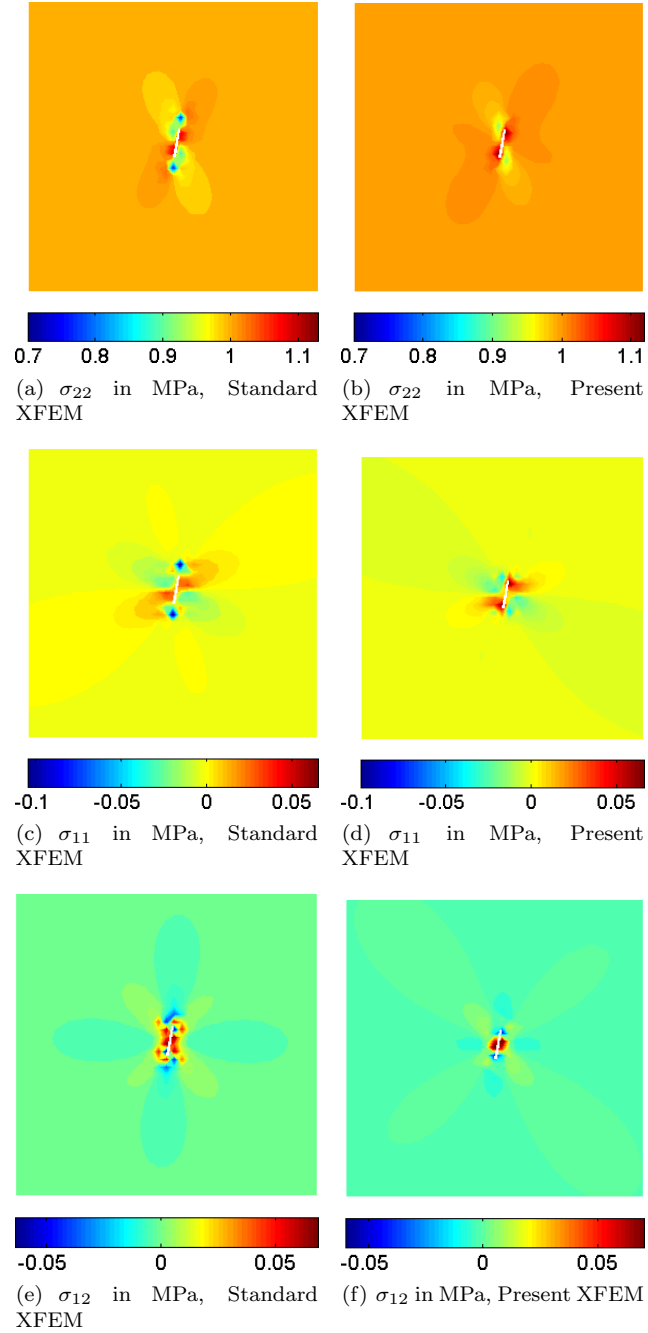 0.7 0.8 0.9 1 1.1
0.7 0.8 0.9 1 1.1
(a) σ22 in MPa, Standard
XFEM
(b) σ22 in MPa, Present
XFEM
-0.1 -0.05 0 0.05
-0.1 -0.05 0 0.05
(c) σ11 in MPa, Standard
XFEM
(d) σ11 in MPa, Present
XFEM
-0.05 0 0.05
-0.05 0 0.05
(e) σ12 in MPa, Standard
XFEM
(f) σ12 in MPa, Present XFEM